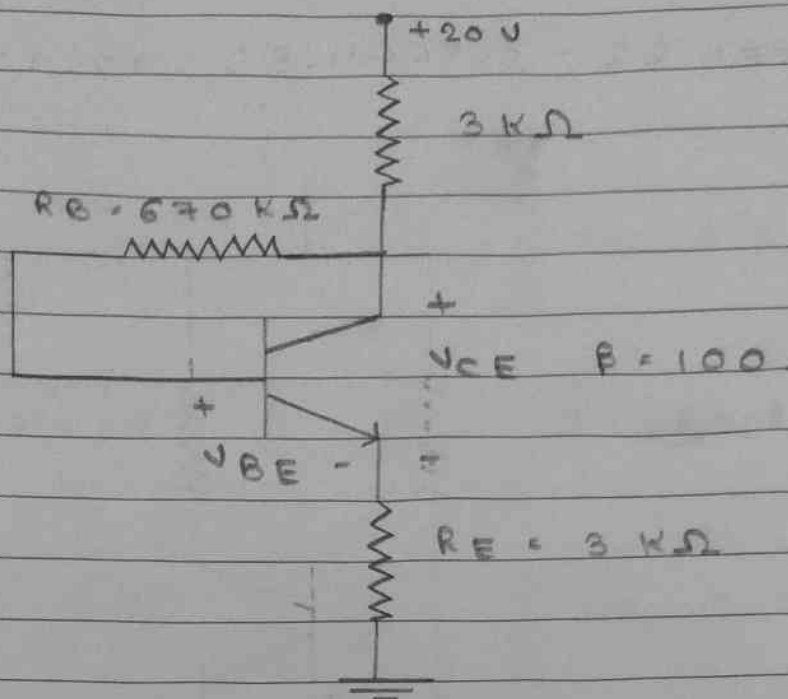 +20 V
3 KΩ
RB = 670 KΩ
+
VCE β = 100
+
VBE -
-
RE = 3 KΩ